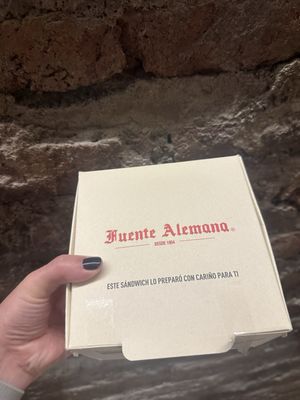 Fuente Alemana®
DESDE 1954
ESTE SÁNDWICH LO PREPARÓ CON CARIÑO PARA TI